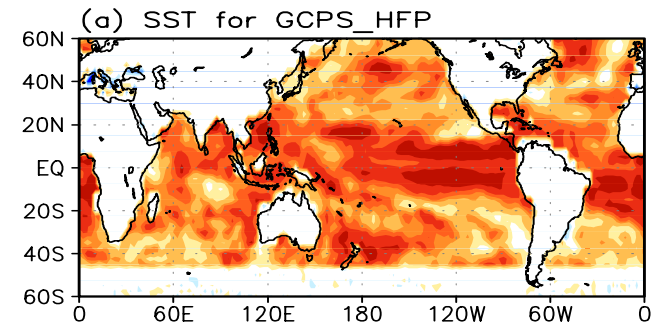 (a) SST for GCPS_HFP
60N
40N
20N
EQ
20S
40S
60S
0 60E 120E 180 120W 60W 0